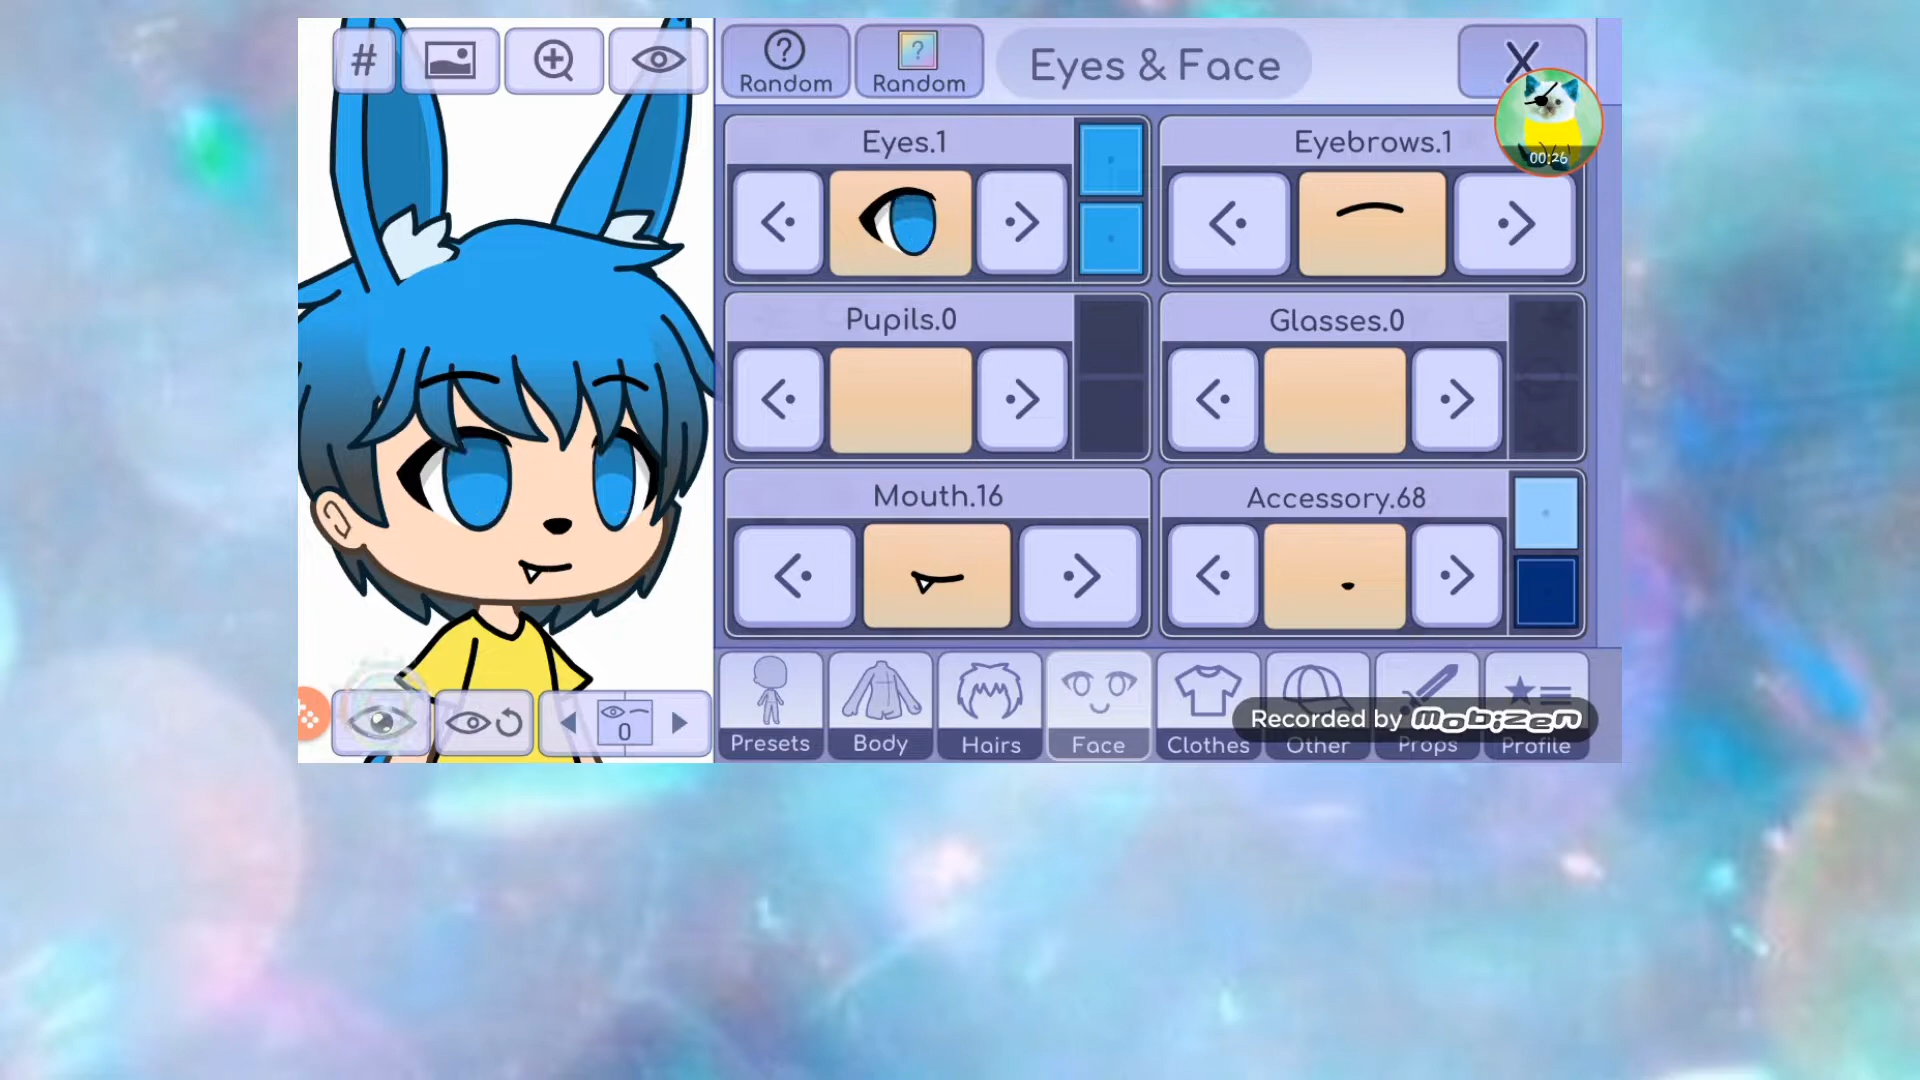 #
? Random
? Random
Eyes & Face
X
00:26
Eyes.1
Eyebrows.1
Pupils.0
Glasses.0
Mouth.16
Accessory.68
0
Recorded by mobizen
Presets
Body
Hairs
Face
Clothes
Other
Props
Profile